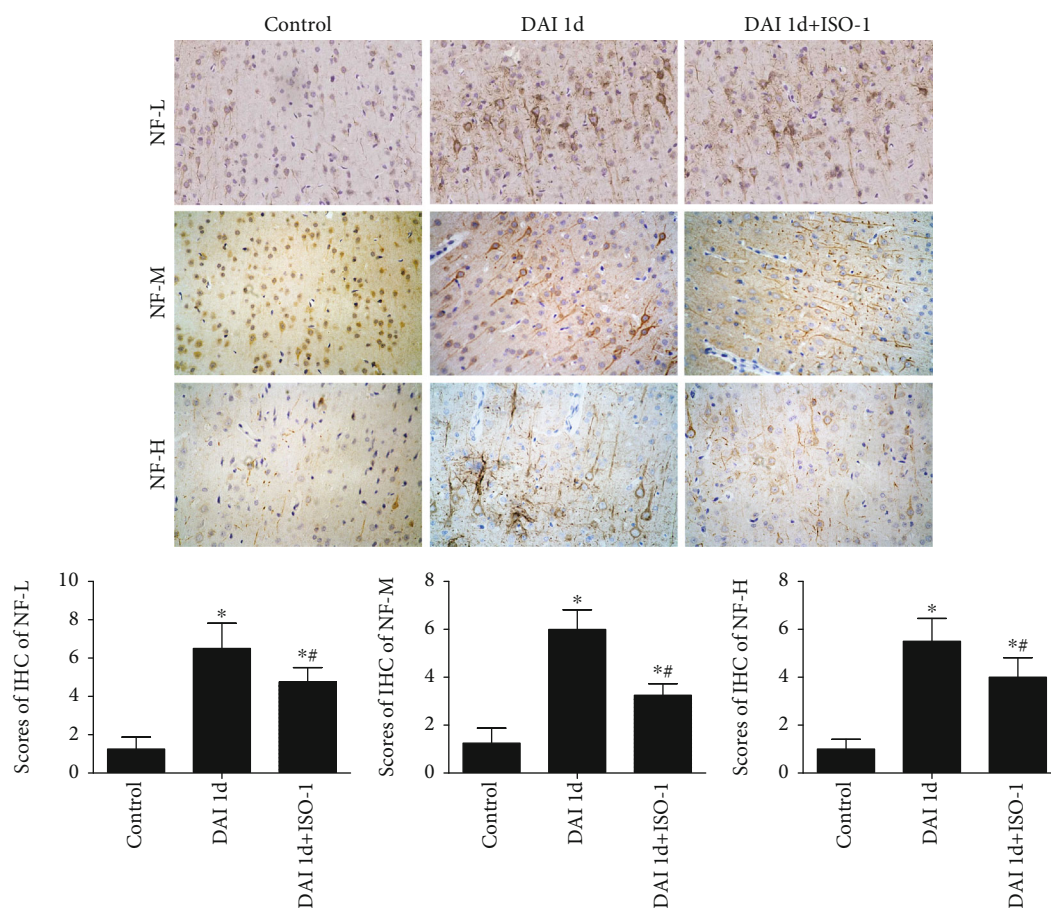 Control DAI 1d DAI 1d+ISO-1
NF-L
NF-M
NF-H
Scores of IHC of NF-L
10
8
6
4
2
0
*
*#
Control
DAI 1d
DAI 1d+ISO-1
Scores of IHC of NF-M
8
6
4
2
0
*
*#
Control
DAI 1d
DAI 1d+ISO-1
Scores of IHC of NF-H
8
6
4
2
0
*
*#
Control
DAI 1d
DAI 1d+ISO-1